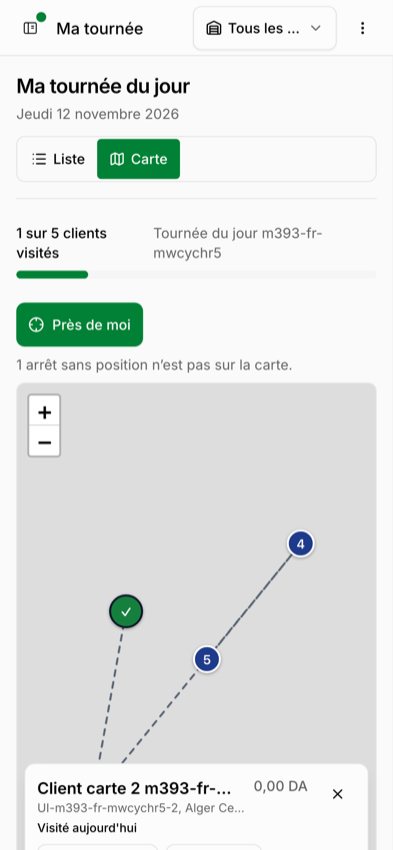 Ma tournée
Tous les ...
Ma tournée du jour
Jeudi 12 novembre 2026
Liste
Carte
1 sur 5 clients visités
Tournée du jour m393-fr-mwcychr5
Près de moi
1 arrêt sans position n’est pas sur la carte.
+
−
4
5
Client carte 2 m393-fr-...
0,00 DA
UI-m393-fr-mwcychr5-2, Alger Ce...
Visité aujourd'hui